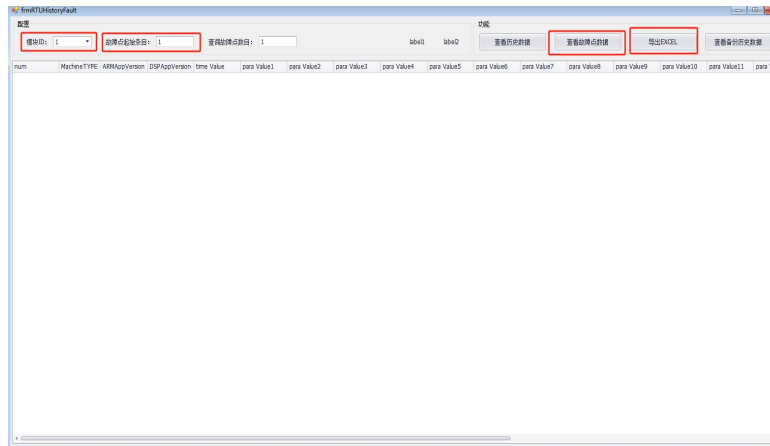 frmRTUHistoryFault
配置
功能
模块ID: 1
故障点起始条目: 1
查询故障点数目: 1
label1
label2
查看历史数据
查看故障点数据
导出EXCEL
查看备份历史数据
num MachineTYPE ARMAppVersion DSPAppVersion time Value para Value1 para Value2 para Value3 para Value4 para Value5 para Value6 para Value7 para Value8 para Value9 para Value10 para Value11 para